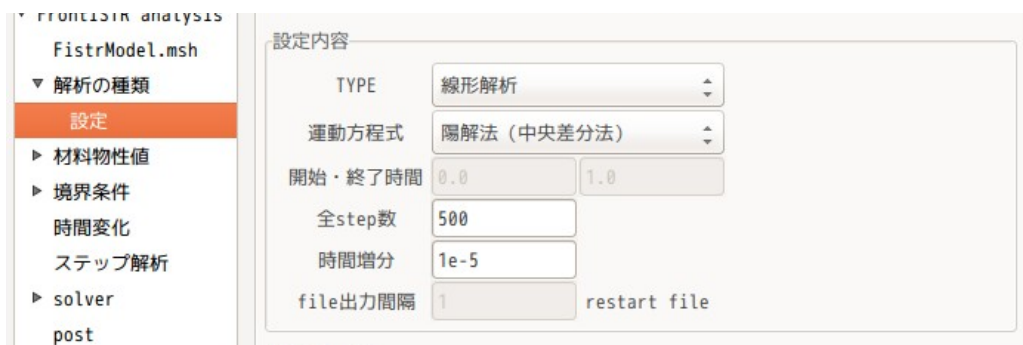 FrontISTR analysis
FistrModel.msh
解析の種類
設定
材料物性値
境界条件
時間変化
ステップ解析
solver
post
設定内容
TYPE 線形解析
運動方程式 陽解法（中央差分法）
開始・終了時間 0.0 1.0
全step数 500
時間増分 1e-5
file出力間隔 1 restart file